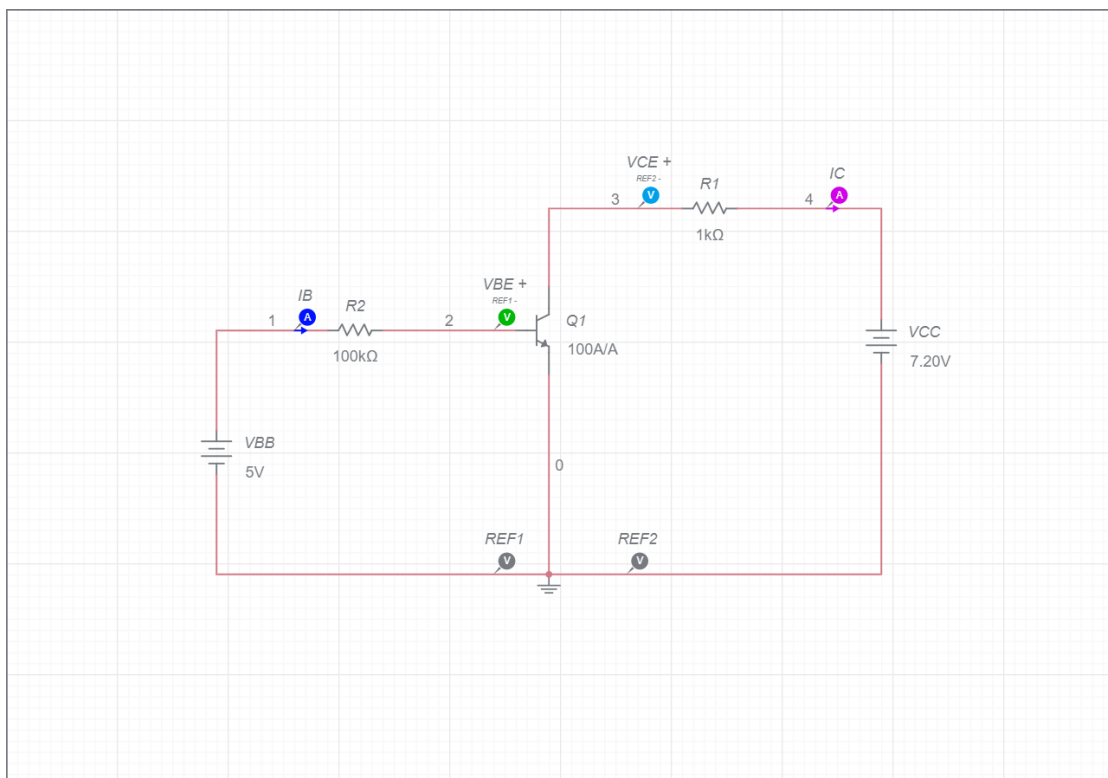 VCE +
REF2 -
V
R1
IC
A
3
4
1kΩ
IB
A
R2
VBE +
REF1 -
V
Q1
1
2
100kΩ
100A/A
VCC
7.20V
VBB
5V
0
REF1
V
REF2
V